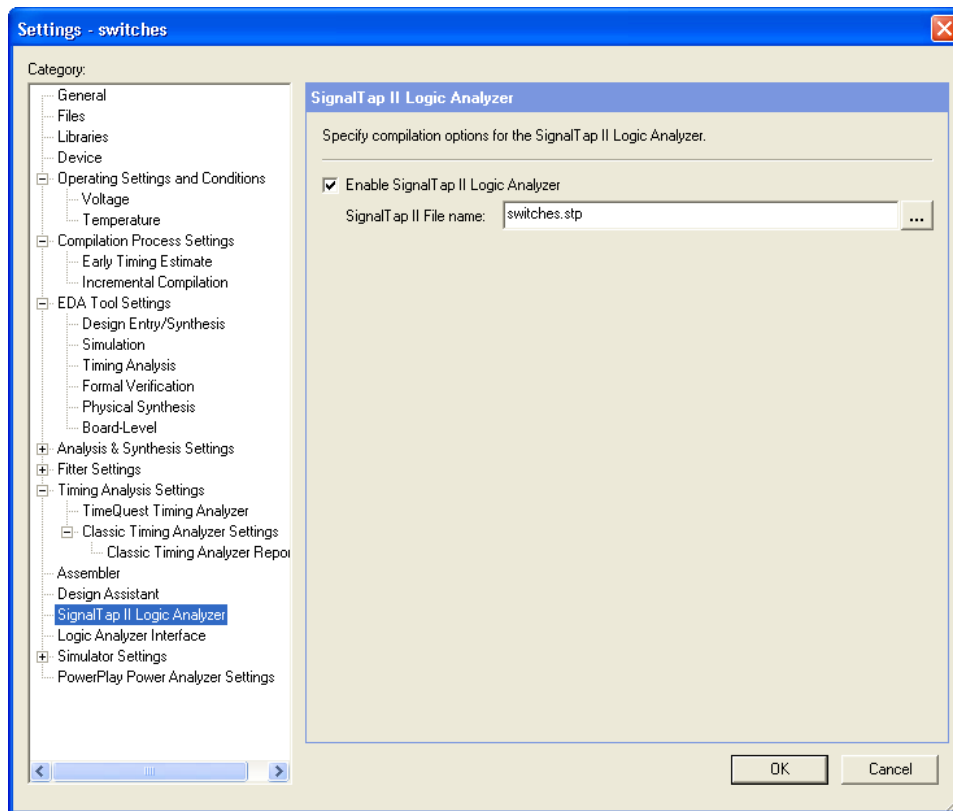 Settings - switches
Category:
General
Files
Libraries
Device
Operating Settings and Conditions
Voltage
Temperature
Compilation Process Settings
Early Timing Estimate
Incremental Compilation
EDA Tool Settings
Design Entry/Synthesis
Simulation
Timing Analysis
Formal Verification
Physical Synthesis
Board-Level
Analysis & Synthesis Settings
Fitter Settings
Timing Analysis Settings
TimeQuest Timing Analyzer
Classic Timing Analyzer Settings
Classic Timing Analyzer Repor
Assembler
Design Assistant
SignalTap II Logic Analyzer
Logic Analyzer Interface
Simulator Settings
PowerPlay Power Analyzer Settings
SignalTap II Logic Analyzer
Specify compilation options for the SignalTap II Logic Analyzer.
Enable SignalTap II Logic Analyzer
SignalTap II File name: switches.stp ...
OK Cancel